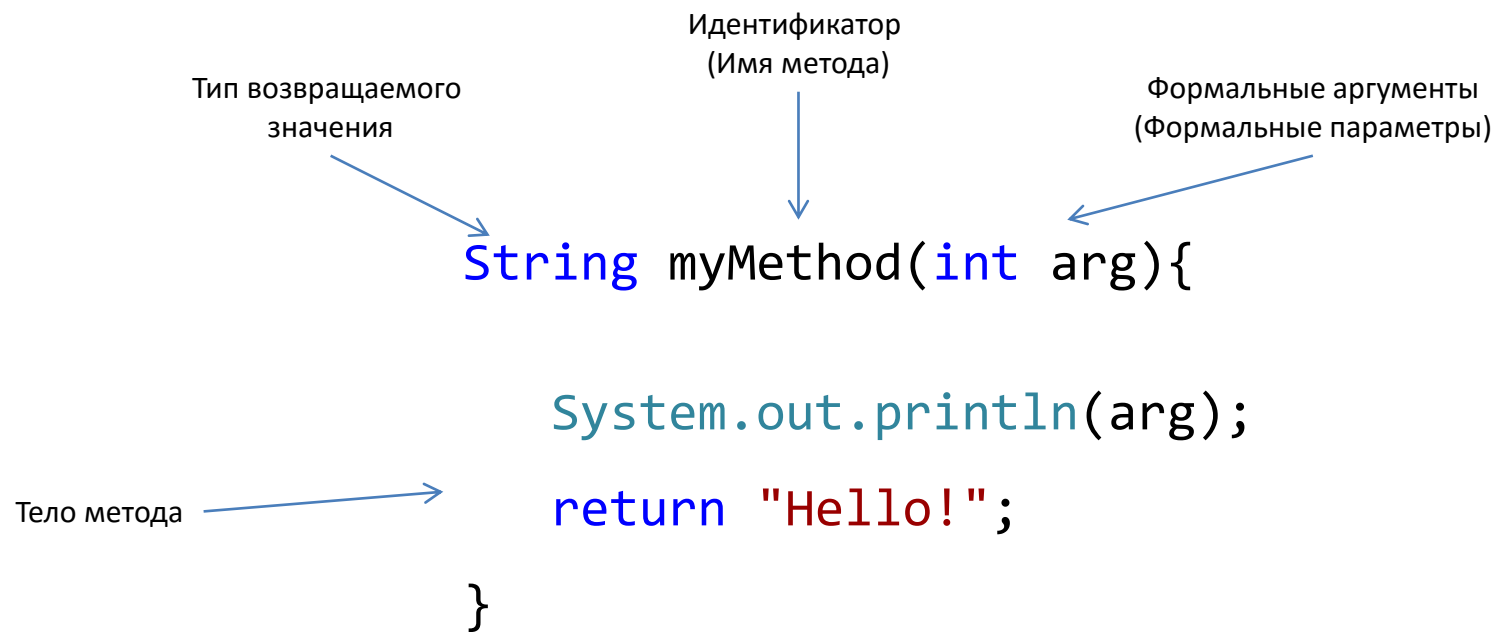 Идентификатор
(Имя метода)
Тип возвращаемого
значения
Формальные аргументы
(Формальные параметры)
String myMethod(int arg){
System.out.println(arg);
Тело метода
return "Hello!";
}